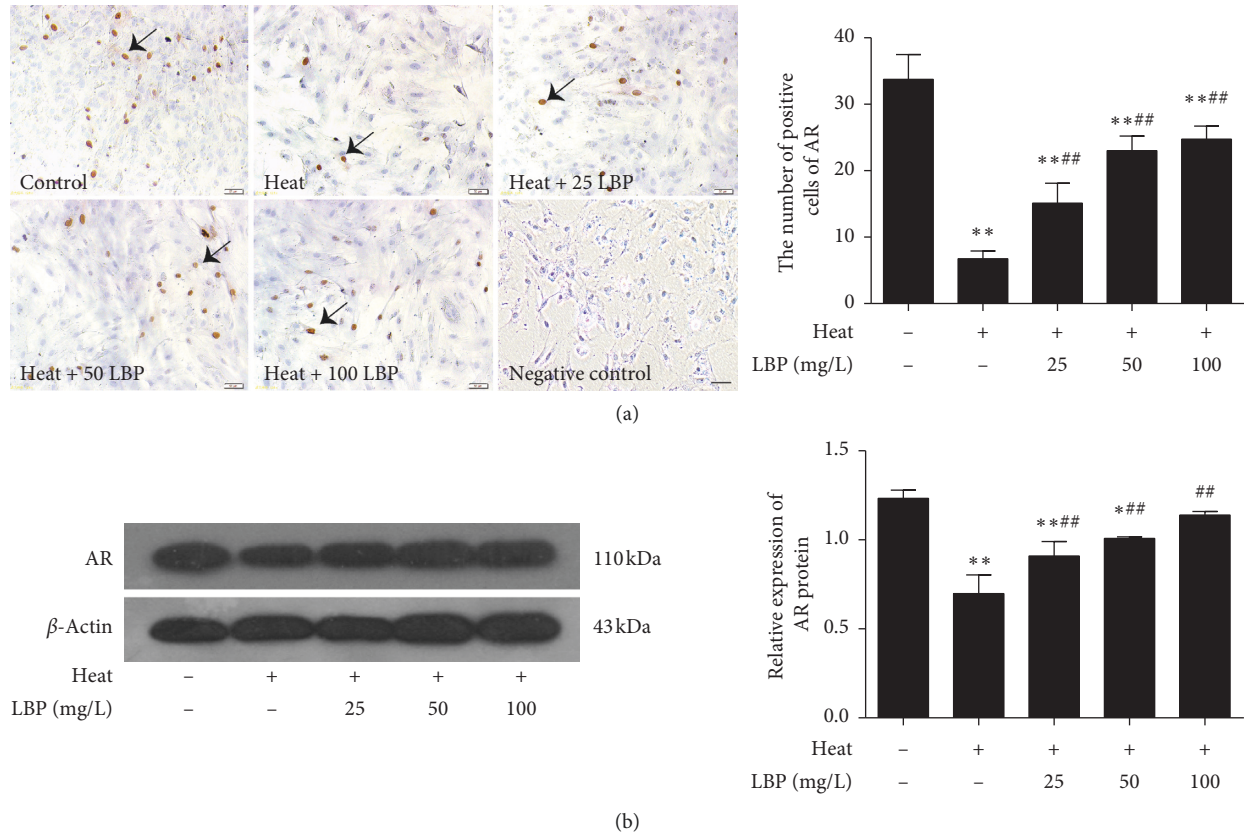 Control
Heat
Heat + 25 LBP
Heat + 50 LBP
Heat + 100 LBP
Negative control
The number of positive
cells of AR
40
30
20
10
0
**
**##
**##
**##
Heat – + + + +
LBP (mg/L) – – 25 50 100
(a)
AR 110 kDa
β-Actin 43 kDa
Heat – + + + +
LBP (mg/L) – – 25 50 100
Relative expression of
AR protein
1.5
1.0
0.5
0.0
**
**##
*##
##
Heat – + + + +
LBP (mg/L) – – 25 50 100
(b)